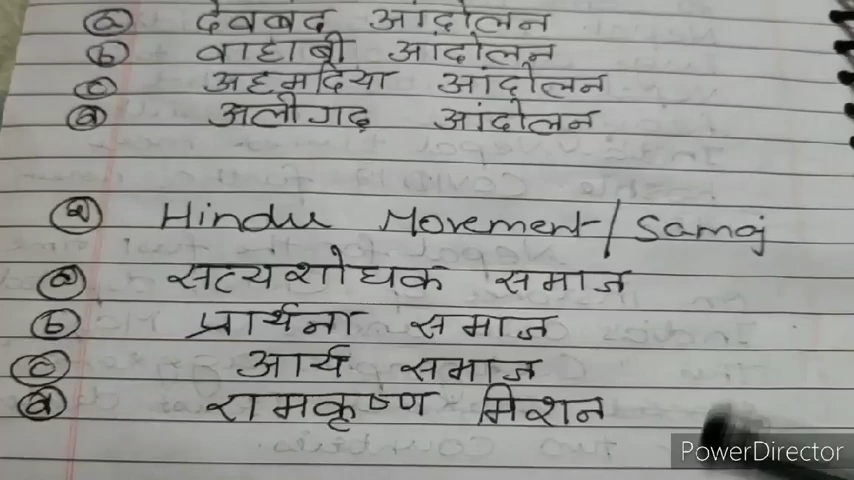 ⓐ देवबंद आंदोलन
ⓑ वाहाबी आंदोलन
ⓒ अहमदिया आंदोलन
ⓓ अलीगढ़ आंदोलन
② Hindu Movement/Samaj
ⓐ सत्यशोधक समाज
ⓑ प्रार्थना समाज
ⓒ आर्य समाज
ⓓ रामकृष्ण मिशन
PowerDirector